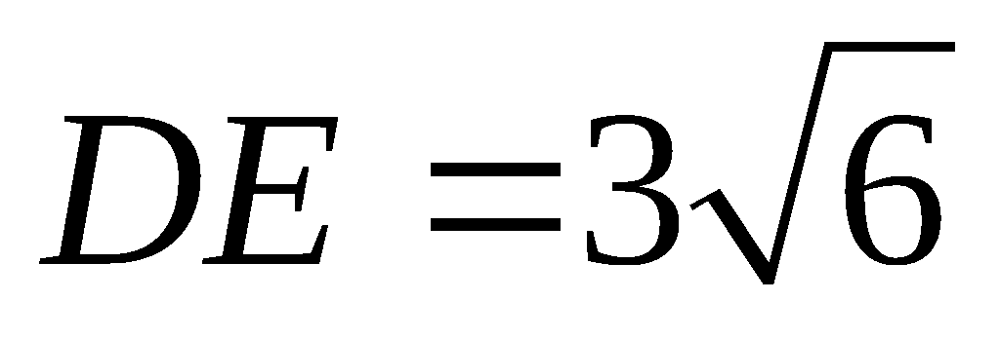 DE = 3√6